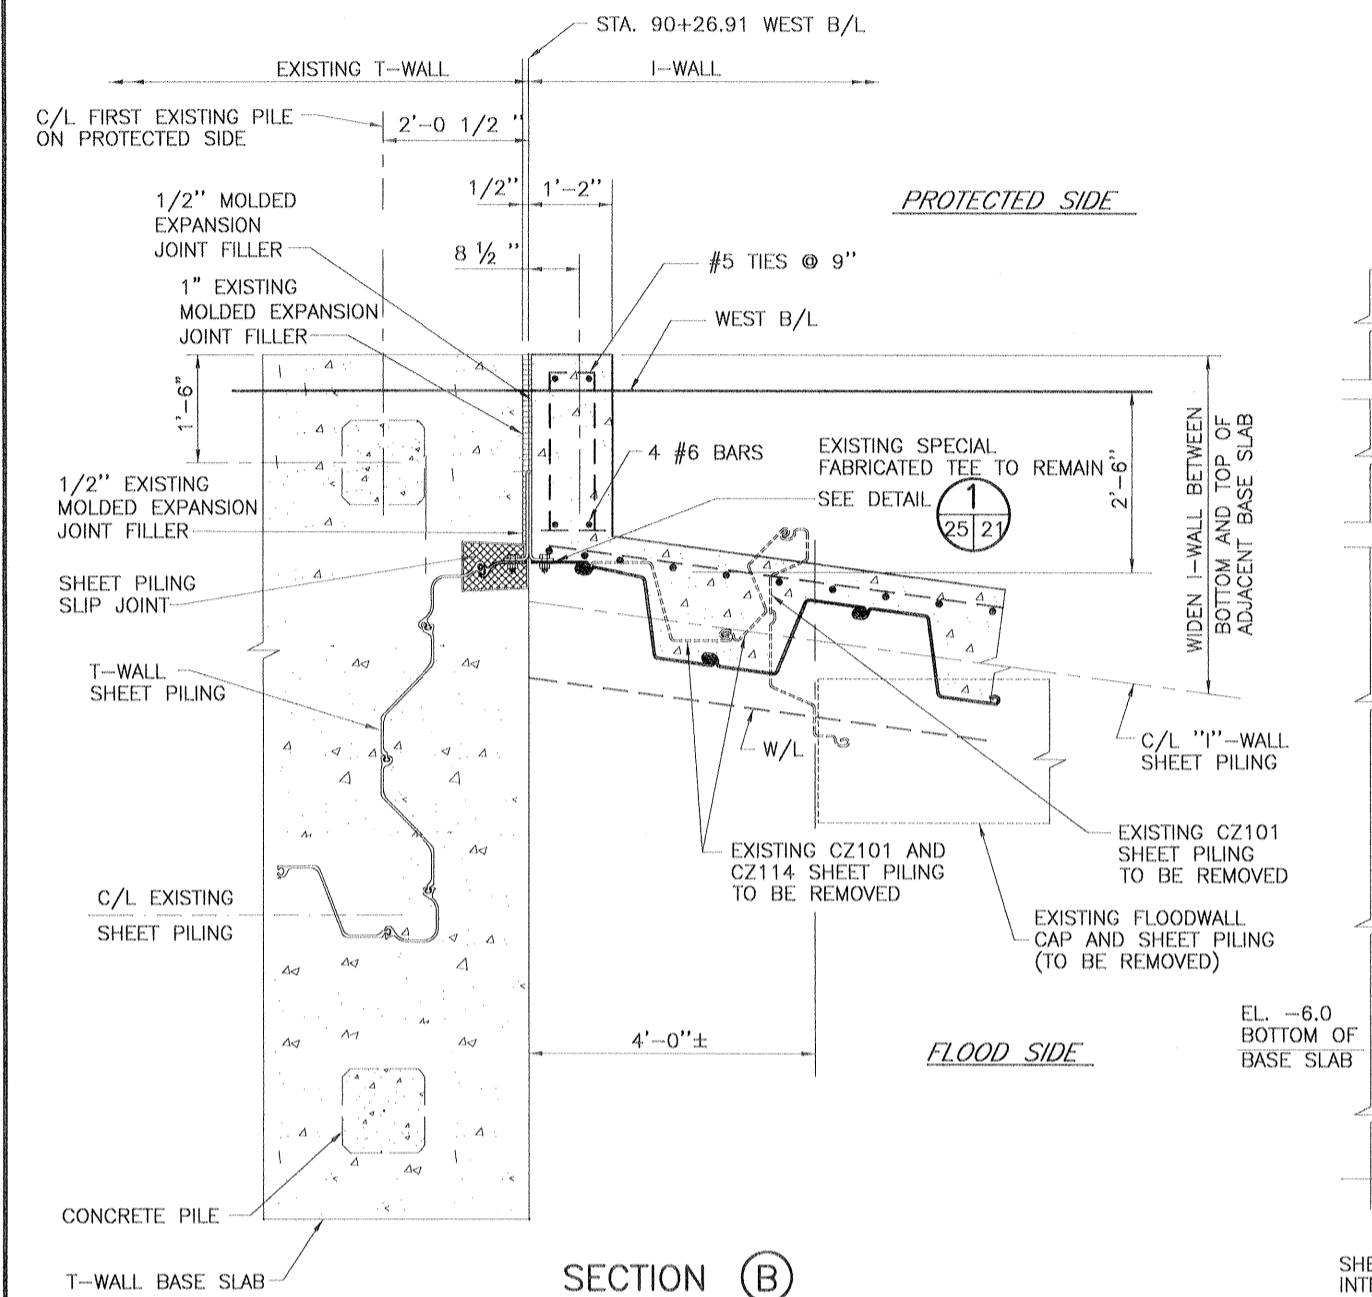 STA. 90+26.91 WEST B/L
EXISTING T-WALL
I-WALL
C/L FIRST EXISTING PILE
ON PROTECTED SIDE
2'-0 1/2 "
1/2" MOLDED
EXPANSION
JOINT FILLER
1/2"
1'-2"
PROTECTED SIDE
8 ½ "
#5 TIES @ 9"
1" EXISTING
MOLDED EXPANSION
JOINT FILLER
WEST B/L
1'-6"
4 #6 BARS
EXISTING SPECIAL
FABRICATED TEE TO REMAIN
SEE DETAIL
1
25 21
2'-6"
WIDEN I-WALL BETWEEN
BOTTOM AND TOP OF
ADJACENT BASE SLAB
1/2" EXISTING
MOLDED EXPANSION
JOINT FILLER
SHEET PILING
SLIP JOINT
T-WALL
SHEET PILING
W/L
C/L "I"-WALL
SHEET PILING
EXISTING CZ101 AND
CZ114 SHEET PILING
TO BE REMOVED
EXISTING CZ101
SHEET PILING
TO BE REMOVED
C/L EXISTING
SHEET PILING
EXISTING FLOODWALL
CAP AND SHEET PILING
(TO BE REMOVED)
4'-0"±
FLOOD SIDE
EL. -6.0
BOTTOM OF
BASE SLAB
CONCRETE PILE
T-WALL BASE SLAB
SECTION B
SHE
INTE